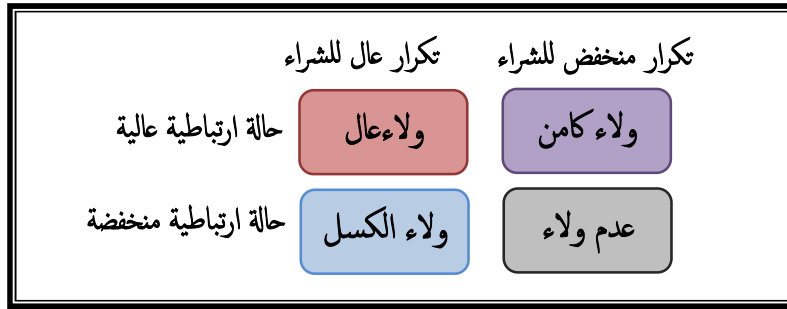 تكرار منخفض للشراء تكرار عال للشراء
ولاء كامن ولاءعال حالة ارتباطية عالية
عدم ولاء ولاء الكسل حالة ارتباطية منخفضة